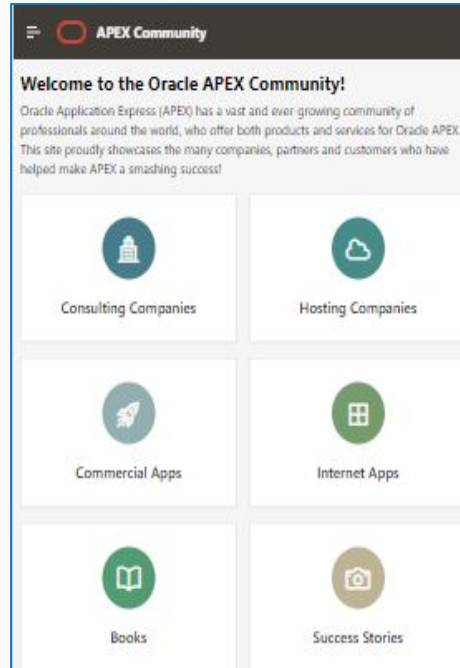 APEX Community
Welcome to the Oracle APEX Community!
Oracle Application Express (APEX) has a vast and ever-growing community of
professionals around the world, who offer both products and services for Oracle APEX.
This site proudly showcases the many companies, partners and customers who have
helped make APEX a smashing success!
Consulting Companies
Hosting Companies
Commercial Apps
Internet Apps
Books
Success Stories